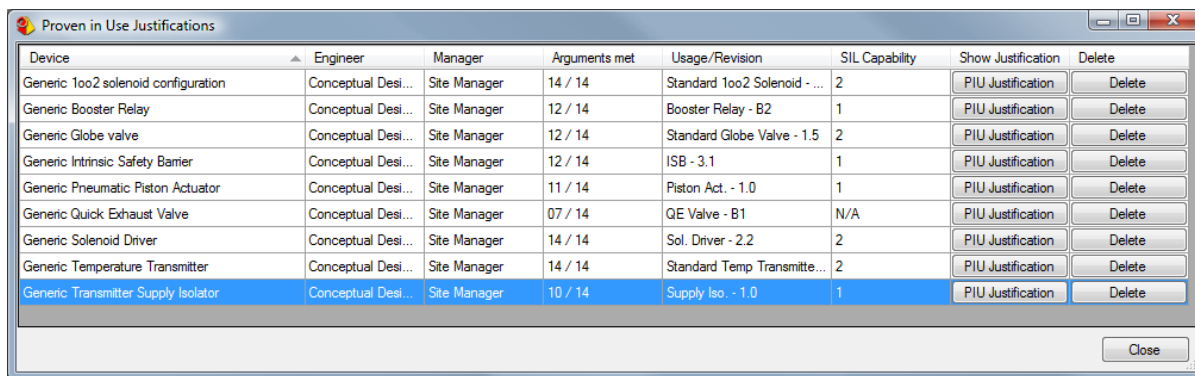 Proven in Use Justifications
Device Engineer Manager Arguments met Usage/Revision SIL Capability Show Justification Delete
Generic 1oo2 solenoid configuration Conceptual Desi... Site Manager 14 / 14 Standard 1oo2 Solenoid - ... 2 PIU Justification Delete
Generic Booster Relay Conceptual Desi... Site Manager 12 / 14 Booster Relay - B2 1 PIU Justification Delete
Generic Globe valve Conceptual Desi... Site Manager 12 / 14 Standard Globe Valve - 1.5 2 PIU Justification Delete
Generic Intrinsic Safety Barrier Conceptual Desi... Site Manager 12 / 14 ISB - 3.1 1 PIU Justification Delete
Generic Pneumatic Piston Actuator Conceptual Desi... Site Manager 11 / 14 Piston Act. - 1.0 1 PIU Justification Delete
Generic Quick Exhaust Valve Conceptual Desi... Site Manager 07 / 14 QE Valve - B1 N/A PIU Justification Delete
Generic Solenoid Driver Conceptual Desi... Site Manager 14 / 14 Sol. Driver - 2.2 2 PIU Justification Delete
Generic Temperature Transmitter Conceptual Desi... Site Manager 14 / 14 Standard Temp Transmitte... 2 PIU Justification Delete
Generic Transmitter Supply Isolator Conceptual Desi... Site Manager 10 / 14 Supply Iso. - 1.0 1 PIU Justification Delete
Close